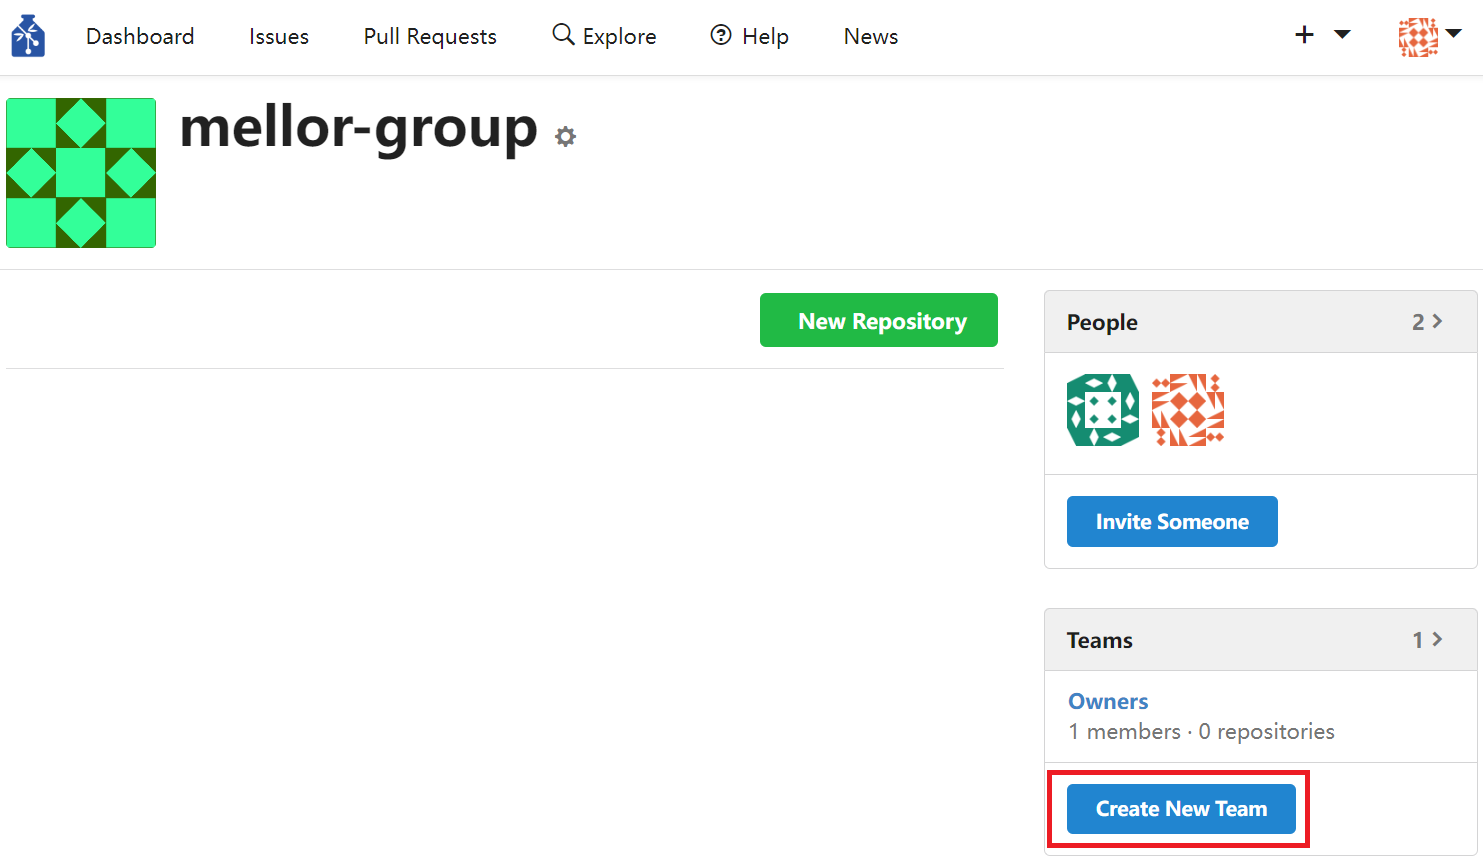 Dashboard Issues Pull Requests Explore Help News
mellor-group
New Repository
People 2
Invite Someone
Teams 1
Owners
1 members · 0 repositories
Create New Team